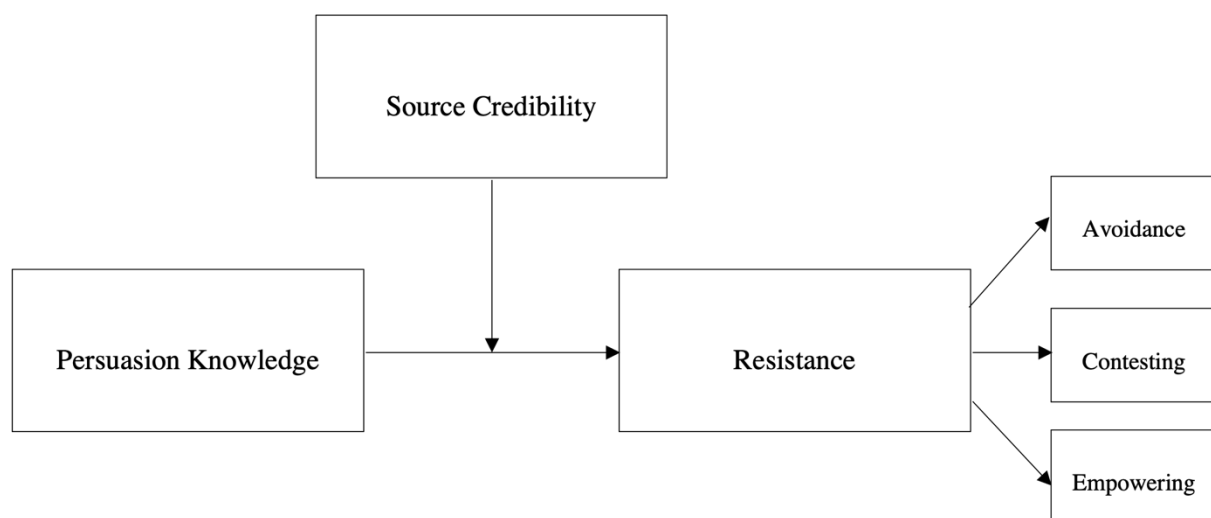 Source Credibility
Avoidance
Persuasion Knowledge
Resistance
Contesting
Empowering